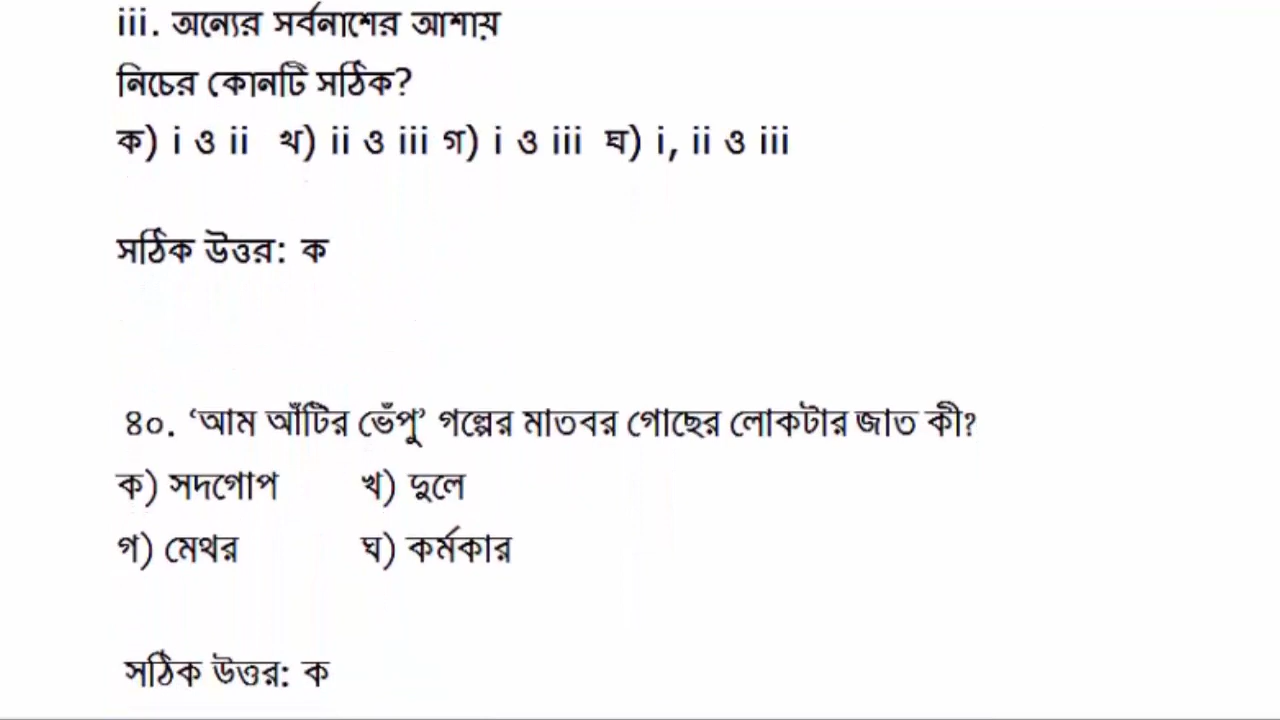 iii. অন্যের সর্বনাশের আশায়
নিচের কোনটি সঠিক?
ক) i ও ii খ) ii ও iii গ) i ও iii ঘ) i, ii ও iii
সঠিক উত্তর: ক
৪০. ‘আম আঁটির ভেঁপু’ গল্পের মাতবর গোছের লোকটার জাত কী?
ক) সদগোপ খ) দুলে
গ) মেথর ঘ) কর্মকার
সঠিক উত্তর: ক